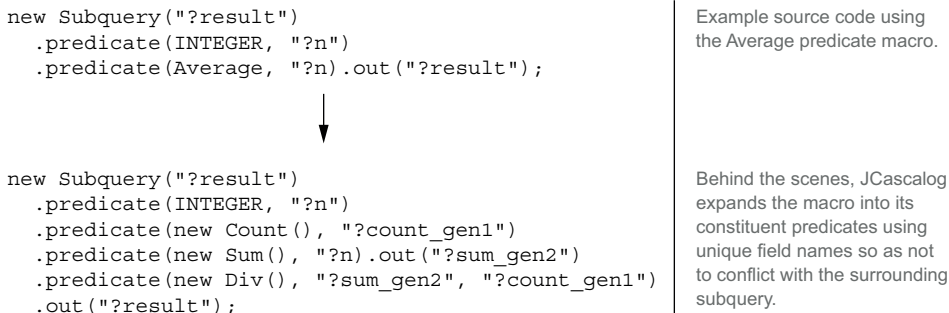 new Subquery("?result")
  .predicate(INTEGER, "?n")
  .predicate(Average, "?n).out("?result");
Example source code using
the Average predicate macro.
new Subquery("?result")
  .predicate(INTEGER, "?n")
  .predicate(new Count(), "?count_gen1")
  .predicate(new Sum(), "?n).out("?sum_gen2")
  .predicate(new Div(), "?sum_gen2", "?count_gen1")
  .out("?result");
Behind the scenes, JCascalog
expands the macro into its
constituent predicates using
unique field names so as not
to conflict with the surrounding
subquery.